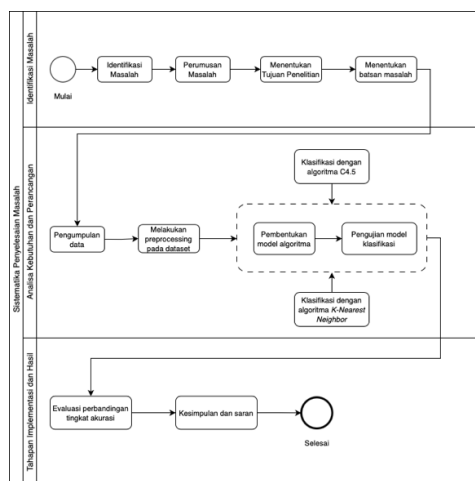 Sistematika Penyelesaian Masalah
Identifikasi Masalah
Mulai
Identifikasi
Masalah
Perumusan
Masalah
Menentukan
Tujuan Penelitian
Menentukan
batsan masalah
Analisa Kebutuhan dan Perancangan
Pengumpulan
data
Melakukan
preprocessing
pada dataset
Klasifikasi dengan
algoritma C4.5
Pembentukan
model algoritma
Pengujian model
klasifikasi
Klasifikasi dengan
algoritma K-Nearest
Neighbor
Tahapan Implementasi dan Hasil
Evaluasi perbandingan
tingkat akurasi
Kesimpulan dan saran
Selesai